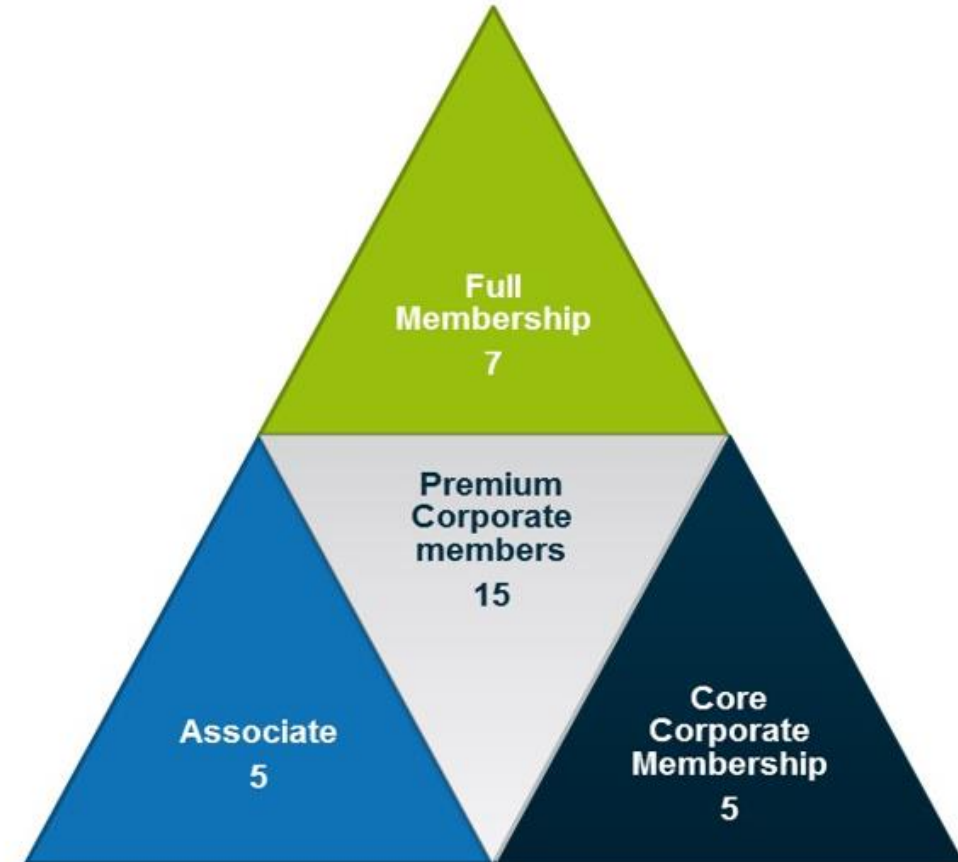 Full
Membership
7
Premium
Corporate
members
15
Associate
5
Core
Corporate
Membership
5